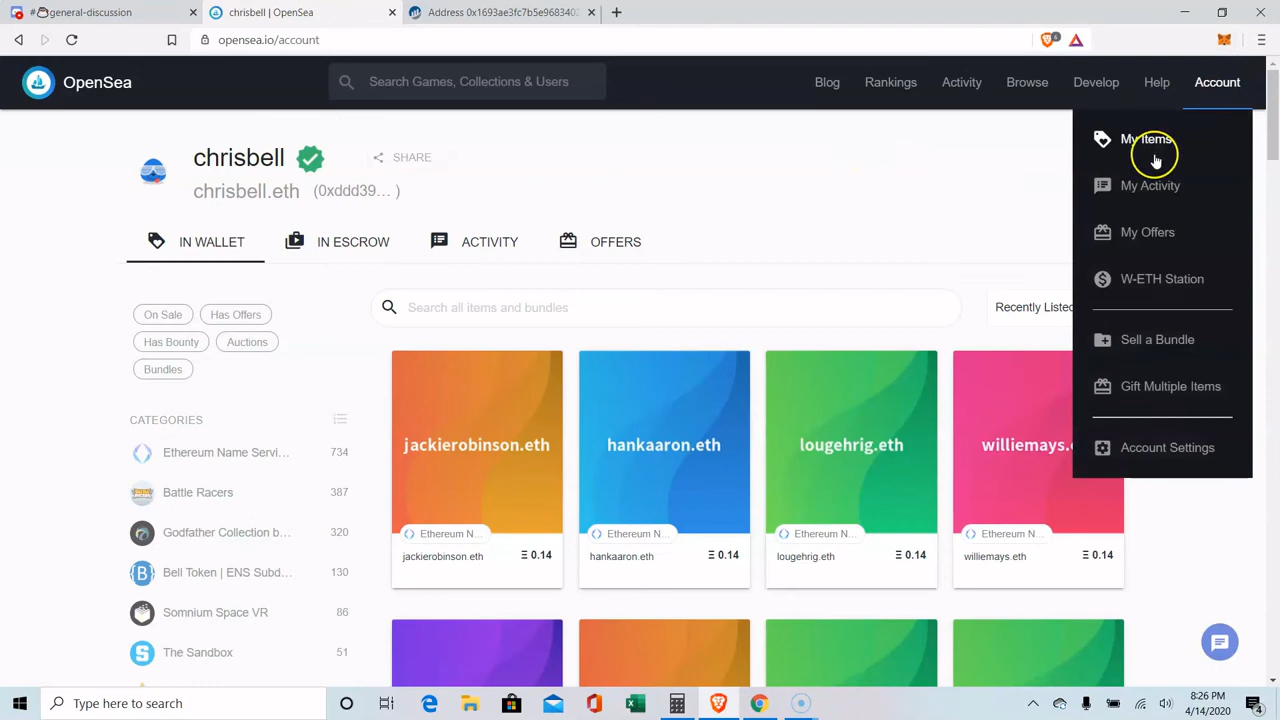 #general-discussion
chrisbell | OpenSea
Address 0x1693ae3fc7b5e9683402
opensea.io/account
4
OpenSea
Search Games, Collections & Users
Blog
Rankings
Activity
Browse
Develop
Help
Account
My Items
My Activity
My Offers
W-ETH Station
Sell a Bundle
Gift Multiple Items
Account Settings
chrisbell
SHARE
chrisbell.eth (0xddd39... )
IN WALLET
IN ESCROW
ACTIVITY
OFFERS
On Sale
Has Offers
Has Bounty
Auctions
Bundles
Search all items and bundles
Recently Listed
CATEGORIES
Ethereum Name Servi... 734
Battle Racers 387
Godfather Collection b... 320
Bell Token | ENS Subd... 130
Somnium Space VR 86
The Sandbox 51
jackierobinson.eth
Ethereum N...
jackierobinson.eth Ξ 0.14
hankaaron.eth
Ethereum N...
hankaaron.eth Ξ 0.14
lougehrig.eth
Ethereum N...
lougehrig.eth Ξ 0.14
williemays.
Ethereum N...
williemays.eth Ξ 0.14
Type here to search
8:26 PM
4/14/2020
4